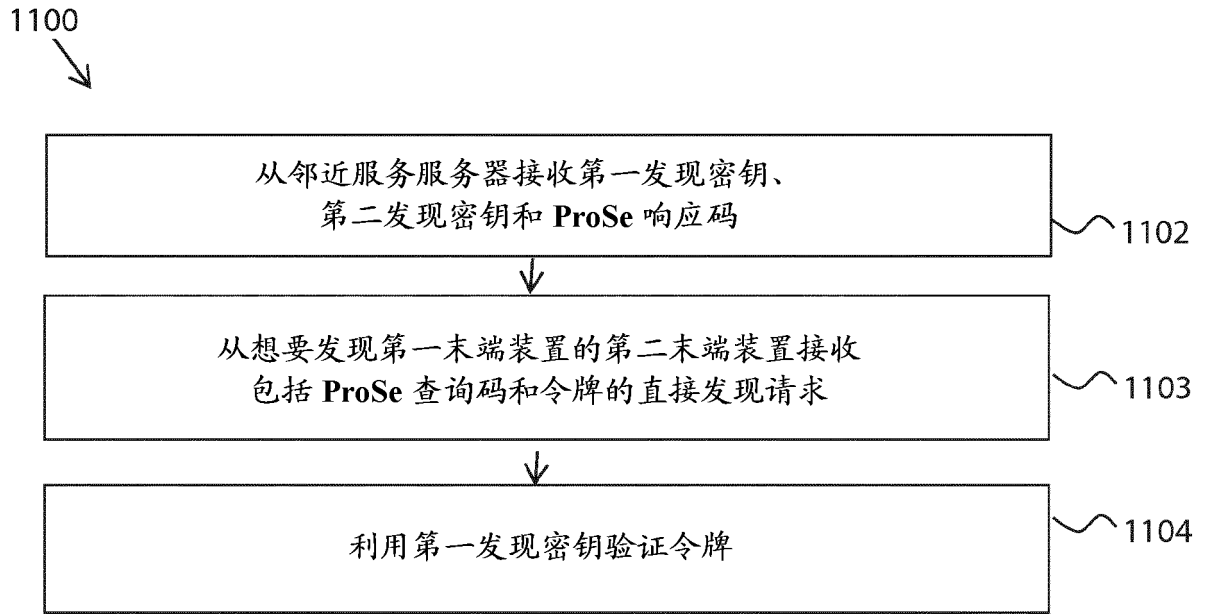 1100
从邻近服务服务器接收第一发现密钥、
第二发现密钥和 ProSe 响应码
1102
从想要发现第一末端装置的第二末端装置接收
包括 ProSe 查询码和令牌的直接发现请求
1103
利用第一发现密钥验证令牌
1104